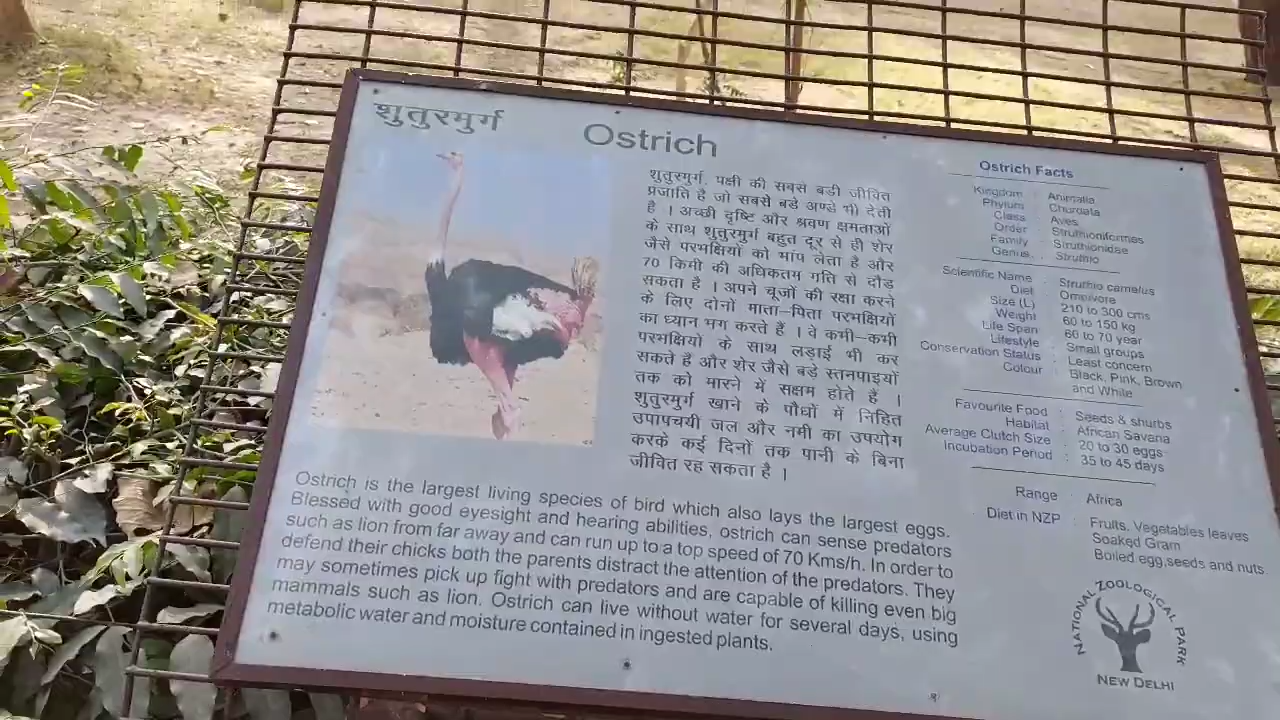 शुतुरमुर्ग
Ostrich
शुतुरमुर्ग, पक्षी की सबसे बड़ी जीवित
प्रजाति है जो सबसे बडे अण्डे भी देती
है । अच्छी दृष्टि और श्रवण क्षमताओं
के साथ शुतुरमुर्ग बहुत दूर से ही शेर
जैसे परभक्षियों को भांप लेता है और
70 किमी की अधिकतम गति से दौड़
सकता है । अपने चूजों की रक्षा करने
के लिए दोनों माता–पिता परभक्षियों
का ध्यान भग करते हैं । वे कभी–कभी
परभक्षियों के साथ लड़ाई भी कर
सकते हैं और शेर जैसे बडे स्तनपाइयों
तक को मारने में सक्षम होते हैं ।
शुतुरमुर्ग खाने के पौधों में निहित
उपापचयी जल और नमी का उपयोग
करके कई दिनों तक पानी के बिना
जीवित रह सकता है ।
Ostrich is the largest living species of bird which also lays the largest eggs.
Blessed with good eyesight and hearing abilities, ostrich can sense predators
such as lion from far away and can run up to a top speed of 70 Kms/h. In order to
defend their chicks both the parents distract the attention of the predators. They
may sometimes pick up fight with predators and are capable of killing even big
mammals such as lion. Ostrich can live without water for several days, using
metabolic water and moisture contained in ingested plants.
Ostrich Facts
Kingdom : Animalia
Phylum : Churdata
Class : Aves
Order : Struthioniformes
Family : Struthionidae
Genus : Struthio
Scientific Name : Struthio camelus
Diet : Omnivore
Size (L) : 210 to 300 cms
Weight : 60 to 150 kg
Life Span : 60 to 70 year
Lifestyle : Small groups
Conservation Status : Least concern
Colour : Black, Pink, Brown
and White
Favourite Food : Seeds & shurbs
Habitat : African Savana
Average Clutch Size : 20 to 30 eggs
Incubation Period : 35 to 45 days
Range : Africa
Diet in NZP : Fruits, Vegetables leaves
Soaked Gram
Boiled egg,seeds and nuts
NATIONAL ZOOLOGICAL PARK
NEW DELHI